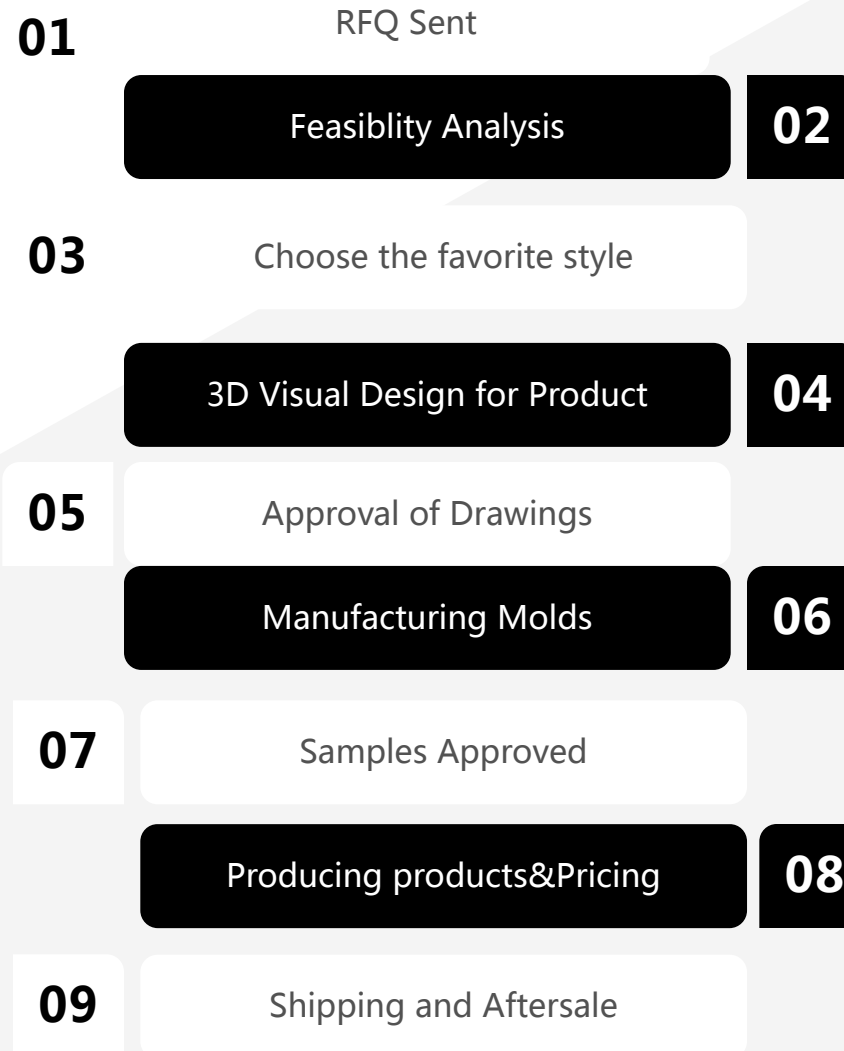 01
RFQ Sent
Feasiblity Analysis
02
03
Choose the favorite style
3D Visual Design for Product
04
05
Approval of Drawings
Manufacturing Molds
06
07
Samples Approved
Producing products&Pricing
08
09
Shipping and Aftersale